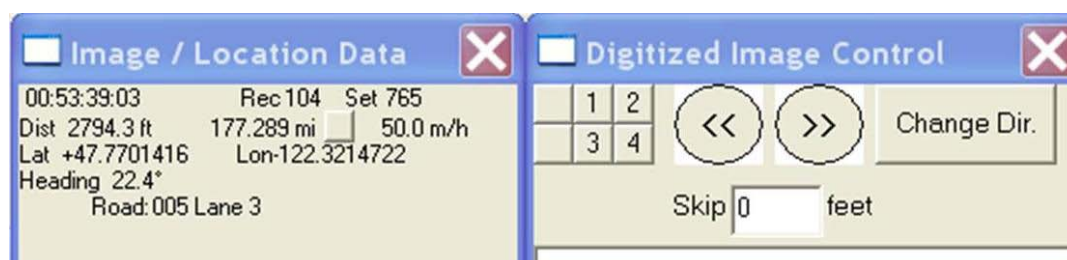 Image / Location Data
00:53:39:03 Rec 104 Set 765
Dist 2794.3 ft 177.289 mi 50.0 m/h
Lat +47.7701416 Lon-122.3214722
Heading 22.4°
Road: 005 Lane 3
Digitized Image Control
1 2
3 4
<< >> Change Dir.
Skip 0 feet